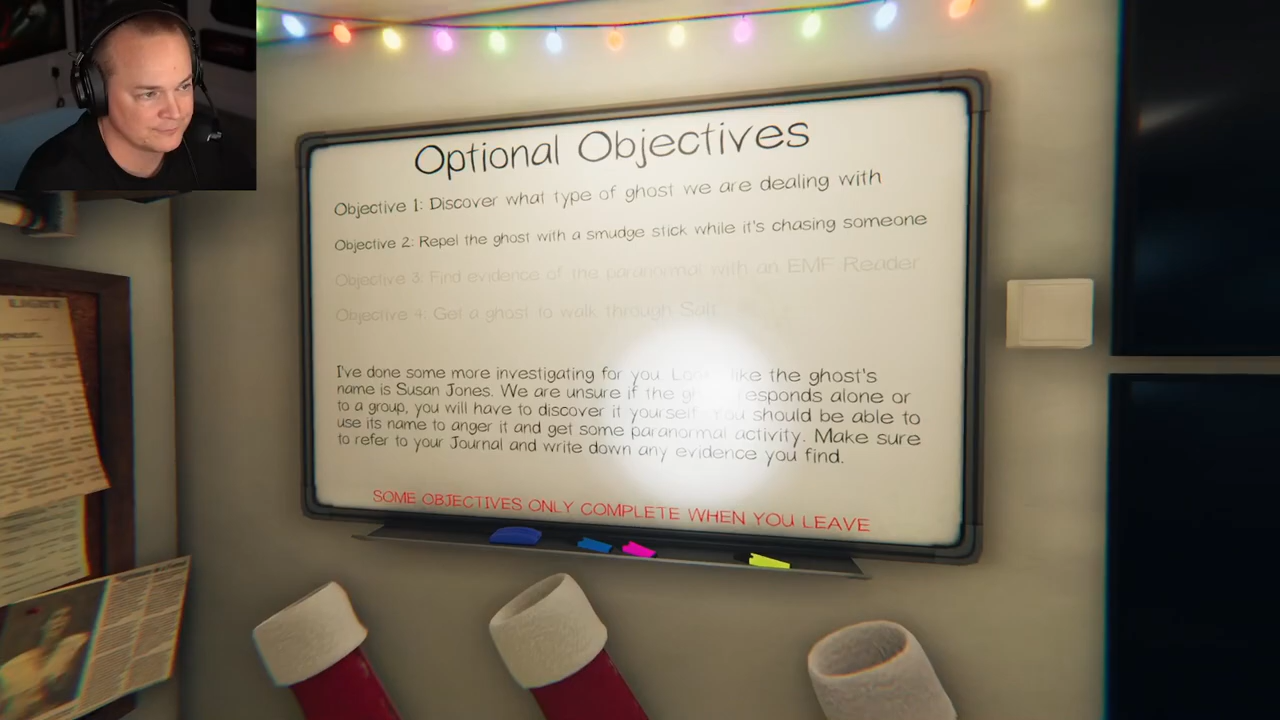 Optional Objectives
Objective 1: Discover what type of ghost we are dealing with
Objective 2: Repel the ghost with a smudge stick while it's chasing someone
Objective 3: Find evidence of the paranormal with an EMF Reader
Objective 4: Get a ghost to walk through Salt
I've done some more investigating for you. like the ghost's
name is Susan Jones. We are unsure if the esponds alone or
to a group, you will have to discover it yourself. You should be able to
use its name to anger it and get some paranormal activity. Make sure
to refer to your Journal and write down any evidence you find.
SOME OBJECTIVES ONLY COMPLETE WHEN YOU LEAVE